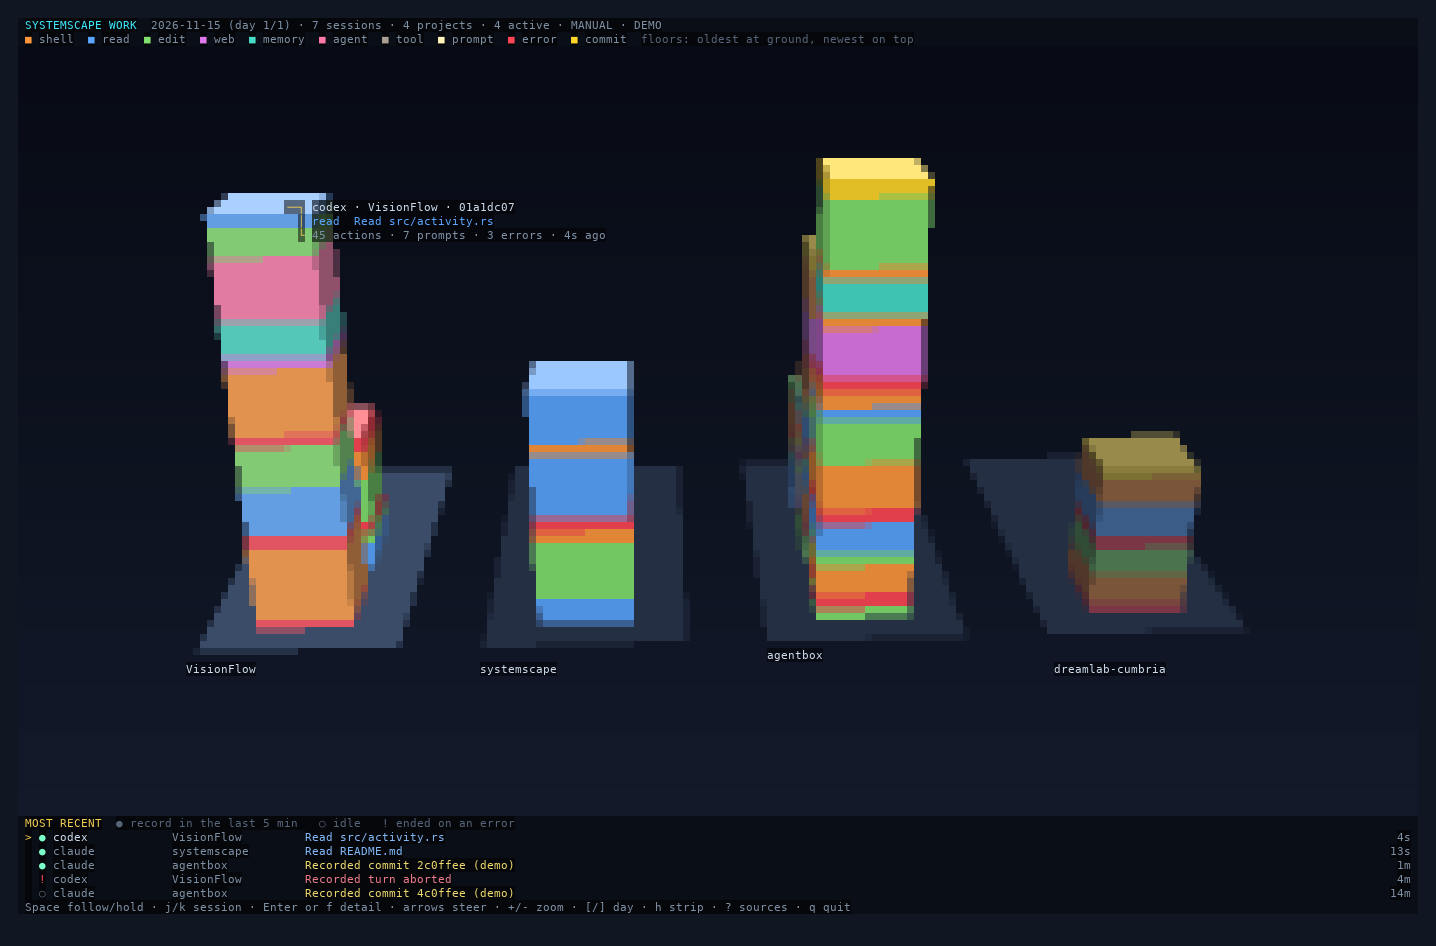 SYSTEMSCAPE WORK 2026-11-15 (day 1/1) · 7 sessions · 4 projects · 4 active · MANUAL · DEMO
■ shell ■ read ■ edit ■ web ■ memory ■ agent ■ tool ■ prompt ■ error ■ commit floors: oldest at ground, newest on top
codex · VisionFlow · 01a1dc07
read Read src/activity.rs
45 actions · 7 prompts · 3 errors · 4s ago
agentbox
VisionFlow systemscape dreamlab-cumbria
MOST RECENT ● record in the last 5 min ○ idle ! ended on an error
> ● codex VisionFlow Read src/activity.rs 4s
● claude systemscape Read README.md 13s
● claude agentbox Recorded commit 2c0ffee (demo) 1m
! codex VisionFlow Recorded turn aborted 4m
○ claude agentbox Recorded commit 4c0ffee (demo) 14m
Space follow/hold · j/k session · Enter or f detail · arrows steer · +/- zoom · [/] day · h strip · ? sources · q quit